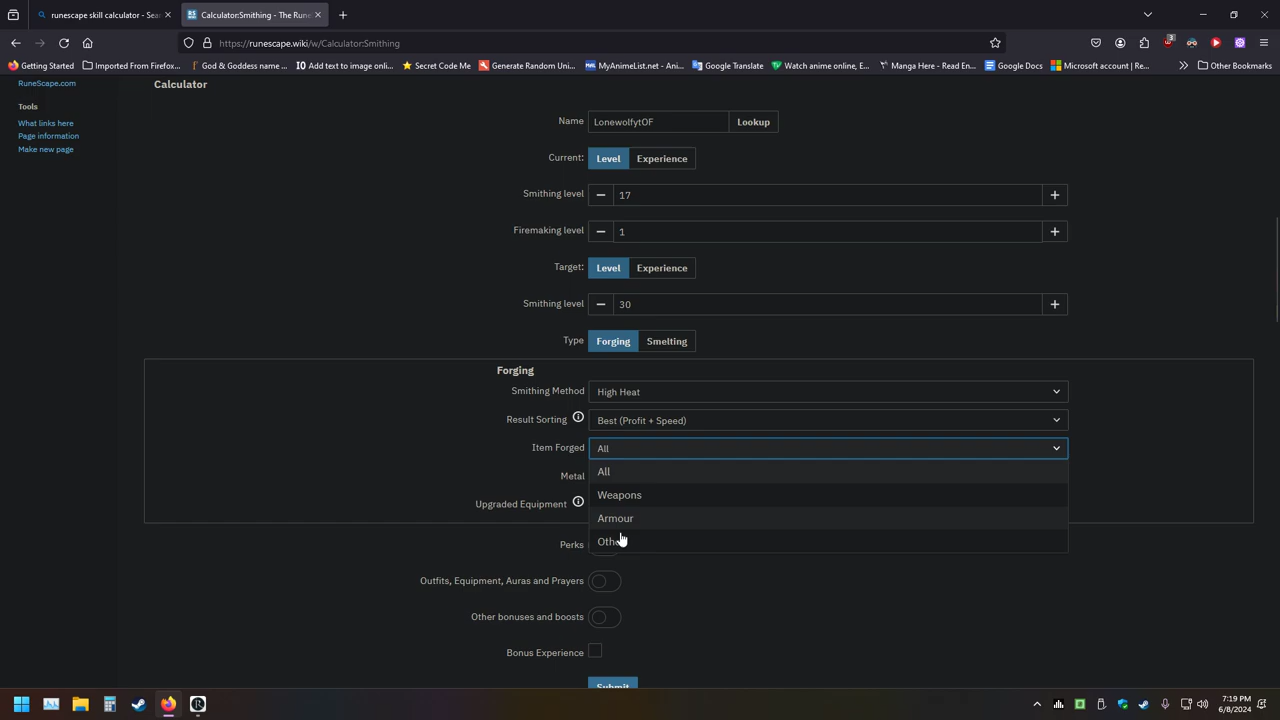 runescape skill calculator - Sea
Calculator:Smithing - The Rune
https://runescape.wiki/w/Calculator:Smithing
Getting Started
Imported From Firefox...
God & Goddess name ...
Add text to image onlin...
Secret Code Me
Generate Random Uni...
MyAnimeList.net - Ani...
Google Translate
Watch anime online, E...
Manga Here - Read En...
Google Docs
Microsoft account | Re...
Other Bookmarks
RuneScape.com
Tools
What links here
Page information
Make new page
Calculator
Name LonewolfytOF Lookup
Current: Level Experience
Smithing level − 17 +
Firemaking level − 1 +
Target: Level Experience
Smithing level − 30 +
Type Forging Smelting
Forging
Smithing Method High Heat
Result Sorting Best (Profit + Speed)
Item Forged All
All
Metal
Weapons
Upgraded Equipment
Armour
Perks
Outfits, Equipment, Auras and Prayers
Other bonuses and boosts
Bonus Experience
Submit
7:19 PM
6/8/2024